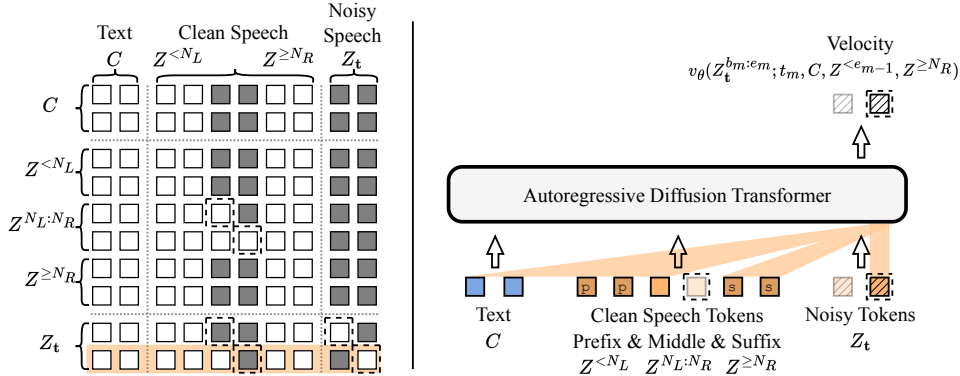 Text
C
Clean Speech
Z^{<N_L} Z^{≥N_R}
Noisy
Speech
Z_t
C
Z^{<N_L}
Z^{N_L:N_R}
Z^{≥N_R}
Z_t
Velocity
v_θ(Z_t^{b_m:e_m}; t_m, C, Z^{<e_{m-1}}, Z^{≥N_R})
Autoregressive Diffusion Transformer
p p s s
Text
C
Clean Speech Tokens
Prefix & Middle & Suffix
Z^{<N_L} Z^{N_L:N_R} Z^{≥N_R}
Noisy Tokens
Z_t